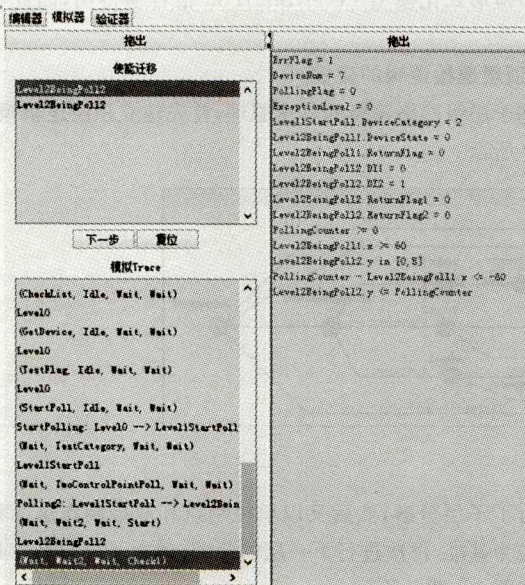 编辑器 模拟器 验证器
拖出
使能迁移
Level2BeingPoll2
Level2BeingPoll2
下一步 复位
模拟Trace
(CheckList, Idle, Wait, Wait)
Level0
(GetDevice, Idle, Wait, Wait)
Level0
(TestFlag, Idle, Wait, Wait)
Level0
(StartPoll, Idle, Wait, Wait)
StartPolling: Level0 --> Level1StartPoll
(Wait, TestCategory, Wait, Wait)
Level1StartPoll
(Wait, TwoControlPointPoll, Wait, Wait)
Polling2: Level1StartPoll --> Level2Bein
(Wait, Wait2, Wait, Start)
Level2BeingPoll2
(Wait, Wait2, Wait, Check1)
拖出
ErrFlag = 1
DeviceNum = 7
PollingFlag = 0
ExceptionLevel = 0
Level1StartPoll.DeviceCategory = 2
Level2BeingPoll1.DeviceState = 0
Level2BeingPoll1.ReturnFlag = 0
Level2BeingPoll2.DI1 = 0
Level2BeingPoll2.DI2 = 1
Level2BeingPoll2.ReturnFlag1 = 0
Level2BeingPoll2.ReturnFlag2 = 0
PollingCounter >= 0
Level2BeingPoll1.x >= 60
Level2BeingPoll2.y in [0,8]
PollingCounter - Level2BeingPoll1.x <= -60
Level2BeingPoll2.y <= PollingCounter